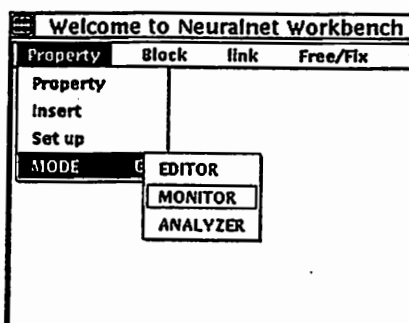 Welcome to Neuralnet Workbench
Property Block link Free/Fix
Property
Insert
Set up
MODE
EDITOR
MONITOR
ANALYZER